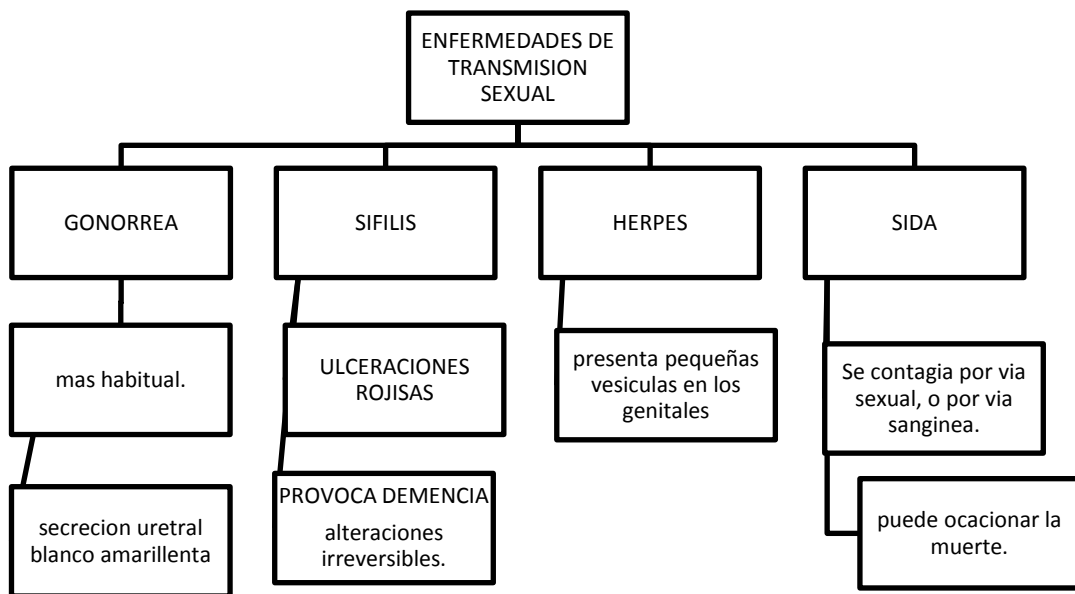 ENFERMEDADES DE
TRANSMISION
SEXUAL
GONORREA
SIFILIS
HERPES
SIDA
mas habitual.
ULCERACIONES
ROJISAS
presenta pequeñas
vesiculas en los
genitales
Se contagia por via
sexual, o por via
sanginea.
secrecion uretral
blanco amarillenta
PROVOCA DEMENCIA
alteraciones
irreversibles.
puede ocacionar la
muerte.